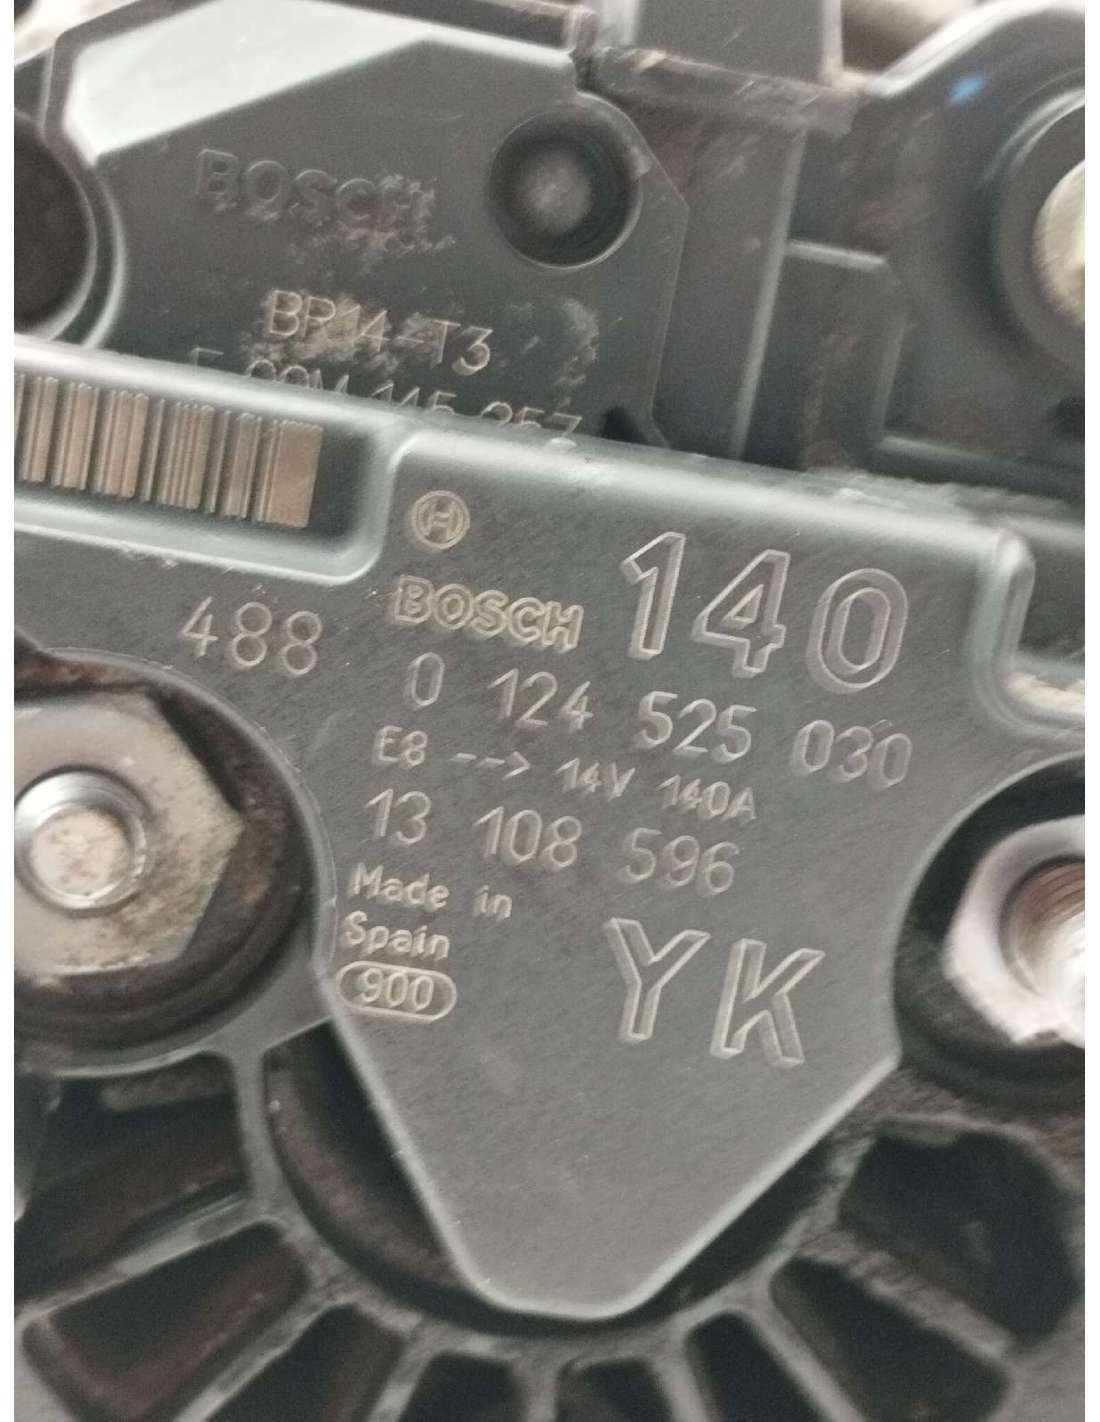 BOSCH
BR14-T3
BOSCH
140
488
0 124 525 030
E8 --> 14V 140A
13 108 596
Made in
Spain
900
YK